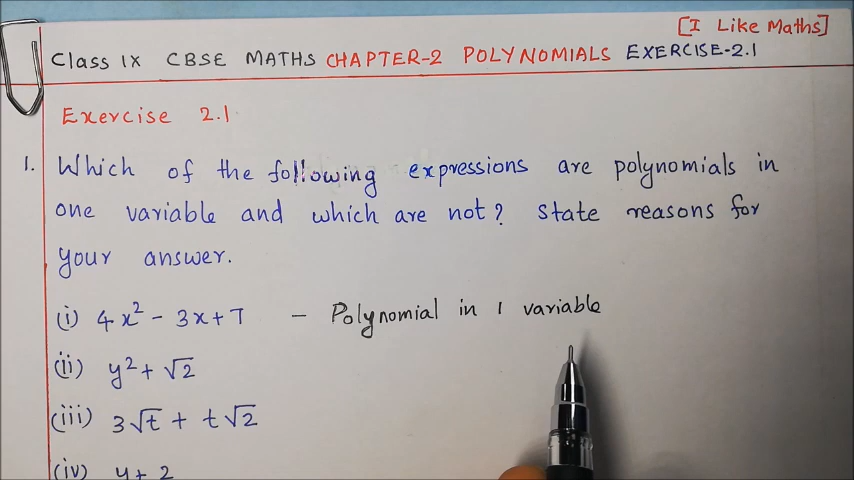 [I Like Maths]
Class IX CBSE MATHS CHAPTER-2 POLYNOMIALS EXERCISE-2.1
Exercise 2.1
1. Which of the following expressions are polynomials in
one variable and which are not? State reasons for
your answer.
(i) 4x² - 3x + 7 - Polynomial in 1 variable
(ii) y² + √2
(iii) 3√t + t√2
(iv) y + 2